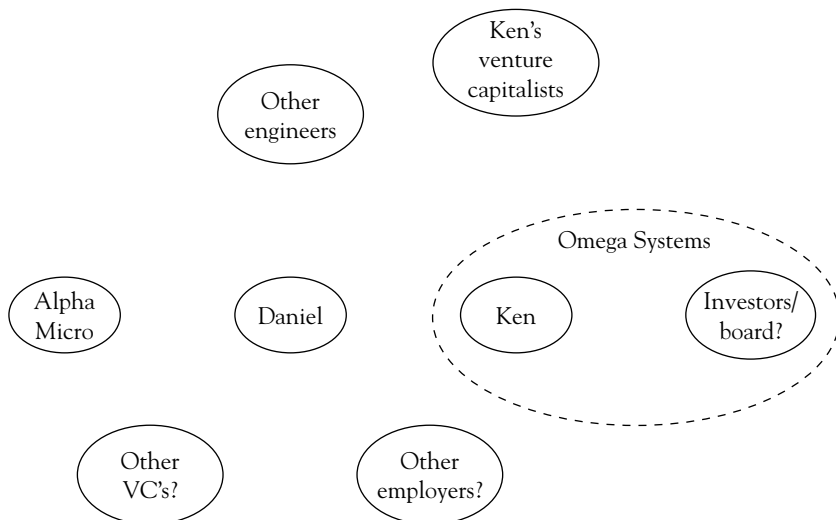 Ken's
venture
capitalists
Other
engineers
Omega Systems
Alpha
Micro
Daniel
Ken
Investors/
board?
Other
VC's?
Other
employers?